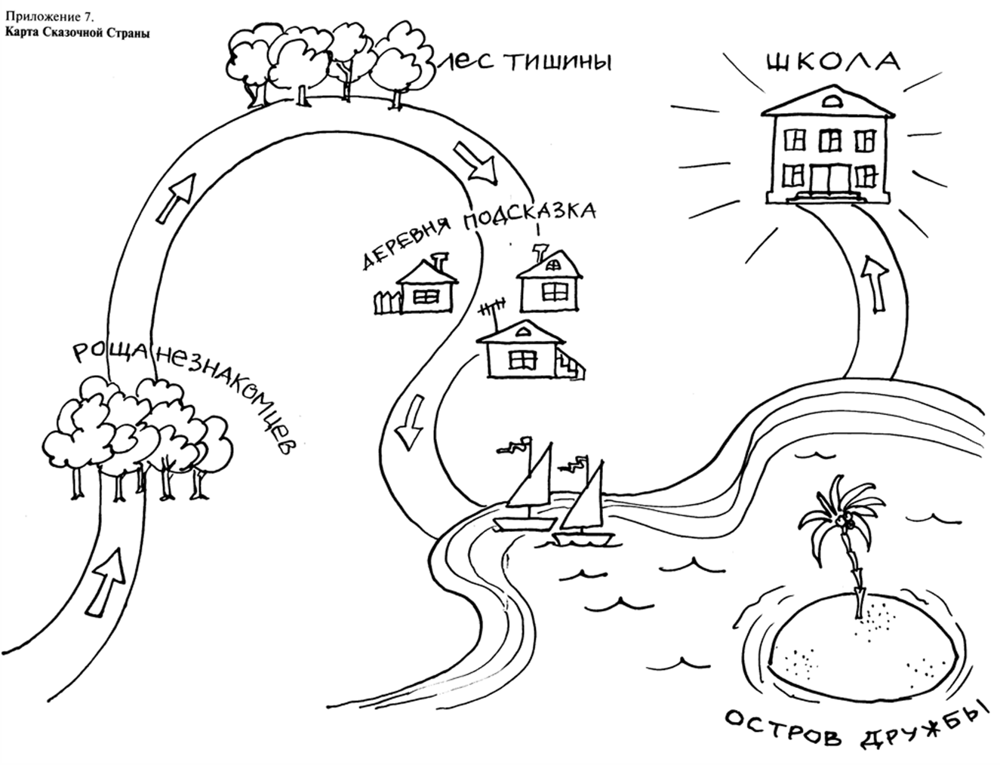 Приложение 7.
Карта Сказочной Страны
Лес тишины
ШКОЛА
ДЕРЕВНЯ ПОДСКАЗКА
РОЩА НЕЗНАКОМЦЕВ
ОСТРОВ ДРУЖБЫ